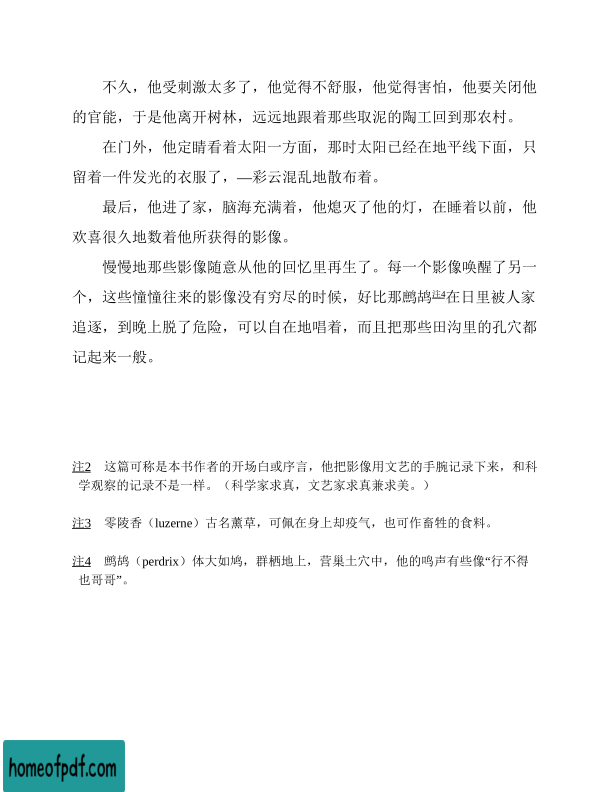 不久，他受刺激太多了，他觉得不舒服，他觉得害怕，他要关闭他
的官能，于是他离开树林，远远地跟着那些取泥的陶工回到那农村。
在门外，他定睛看着太阳一方面，那时太阳已经在地平线下面，只
留着一件发光的衣服了，—彩云混乱地散布着。
最后，他进了家，脑海充满着，他熄灭了他的灯，在睡着以前，他
欢喜很久地数着他所获得的影像。
慢慢地那些影像随意从他的回忆里再生了。每一个影像唤醒了另一
个，这些憧憧往来的影像没有穷尽的时候，好比那鹧鸪注4在日里被人家
追逐，到晚上脱了危险，可以自在地唱着，而且把那些田沟里的孔穴都
记起来一般。
注2 这篇可称是本书作者的开场白或序言，他把影像用文艺的手腕记录下来，和科
学观察的记录不是一样。（科学家求真，文艺家求真兼求美。）
注3 零陵香（luzerne）古名薰草，可佩在身上却疫气，也可作畜牲的食料。
注4 鹧鸪（perdrix）体大如鸠，群栖地上，营巢土穴中，他的鸣声有些像“行不得
也哥哥”。
homeofpdf.com